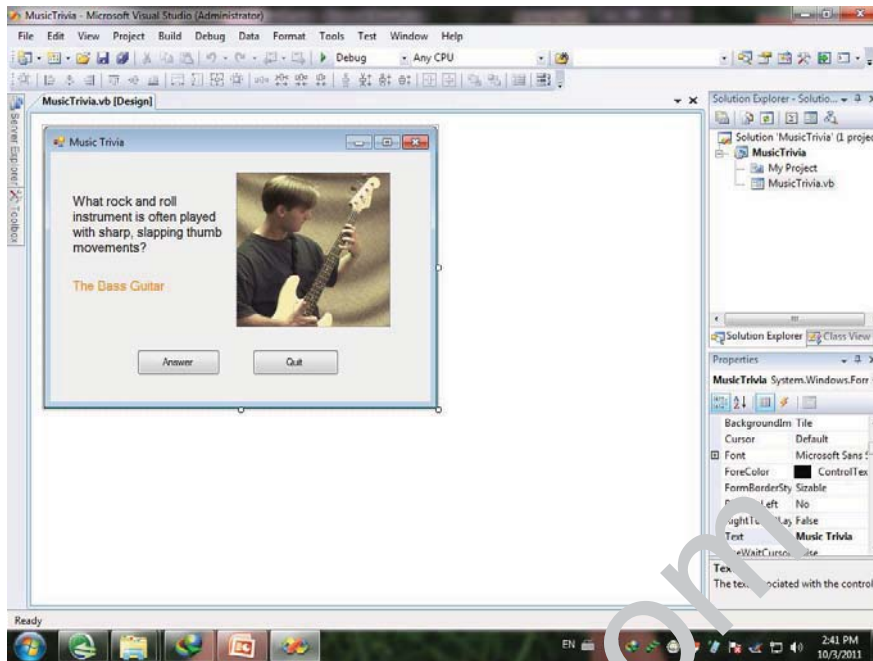 MusicTrivia - Microsoft Visual Studio (Administrator)
File Edit View Project Build Debug Data Format Tools Test Window Help
Debug Any CPU
MusicTrivia.vb [Design]
Server Explorer
Toolbox
Music Trivia
What rock and roll
instrument is often played
with sharp, slapping thumb
movements?
The Bass Guitar
Answer Quit
Solution Explorer - Solutio...
Solution 'MusicTrivia' (1 projec
MusicTrivia
My Project
MusicTrivia.vb
Solution Explorer Class View
Properties
MusicTrivia System.Windows.Forr
BackgroundIm Tile
Cursor Default
Font Microsoft Sans S
ForeColor ControlTex
FormBorderSty Sizable
Left No
False
Text Music Trivia
The control
Ready
EN
2:41 PM
10/3/2011
om